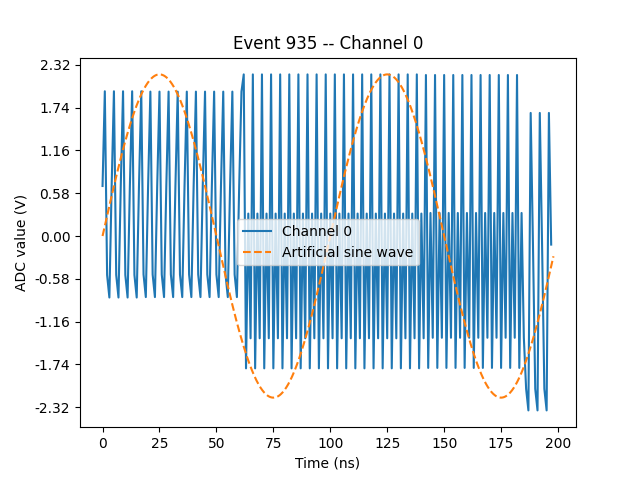 Event 935 -- Channel 0
ADC value (V)
2.32
1.74
1.16
0.58
0.00
-0.58
-1.16
-1.74
-2.32
Channel 0
Artificial sine wave
0 25 50 75 100 125 150 175 200
Time (ns)